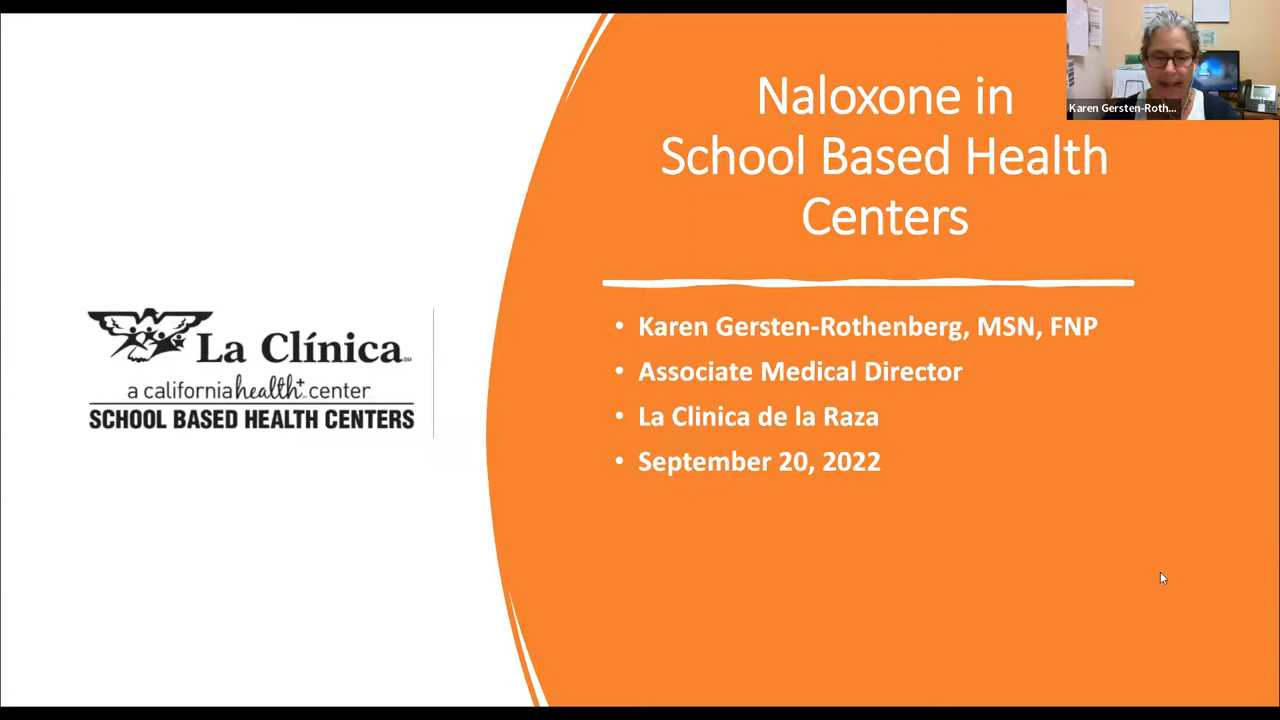 Naloxone in
School Based Health
Centers
Karen Gersten-Roth...
• Karen Gersten-Rothenberg, MSN, FNP
• Associate Medical Director
• La Clinica de la Raza
• September 20, 2022
La Clínica SM
a california health+ center
SCHOOL BASED HEALTH CENTERS